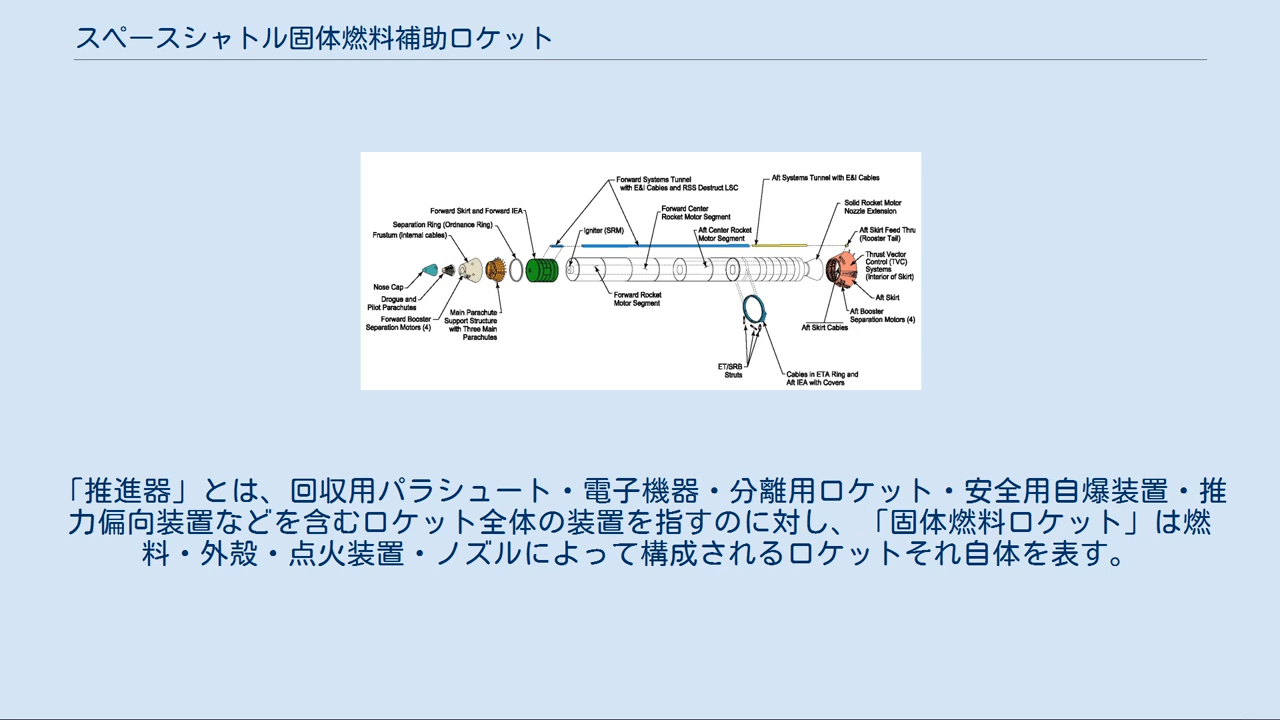 スペースシャトル固体燃料補助ロケット
Forward Systems Tunnel
with E&I Cables and RSS Destruct LSC
Aft Systems Tunnel with E&I Cables
Forward Skirt and Forward IEA
Forward Center
Rocket Motor Segment
Solid Rocket Motor
Nozzle Extension
Separation Ring (Ordnance Ring)
Igniter (SRM)
Aft Center Rocket
Motor Segment
Aft Skirt Feed Thru
(Rooster Tail)
Frustum (internal cables)
Thrust Vector
Control (TVC)
Systems
(Interior of Skirt)
Nose Cap
Drogue and
Pilot Parachutes
Forward Rocket
Motor Segment
Aft Skirt
Forward Booster
Separation Motors (4)
Main Parachute
Support Structure
with Three Main
Parachutes
Aft Booster
Separation Motors (4)
Aft Skirt Cables
ET/SRB
Struts
Cables in ETA Ring and
Aft IEA with Covers
「推進器」とは、回収用パラシュート・電子機器・分離用ロケット・安全用自爆装置・推
力偏向装置などを含むロケット全体の装置を指すのに対し、「固体燃料ロケット」は燃
料・外殻・点火装置・ノズルによって構成されるロケットそれ自体を表す。